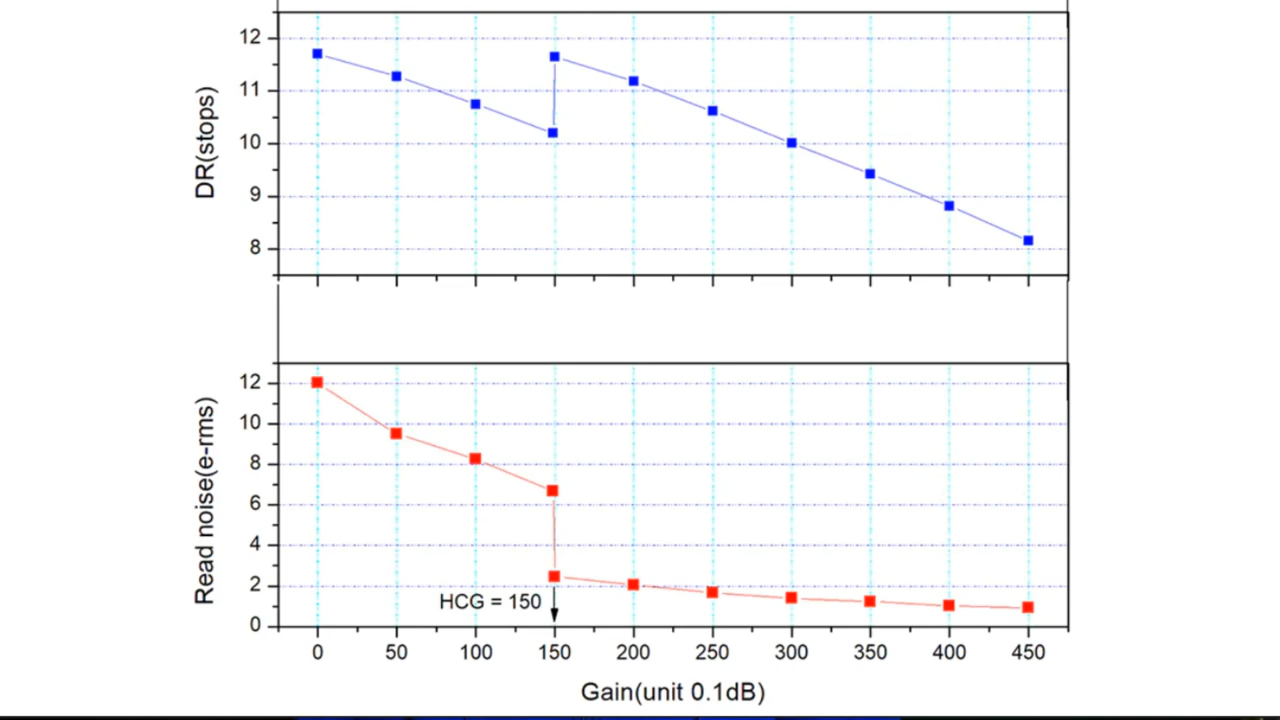 12
11
10
9
8
DR(stops)
12
10
8
6
4
2
0
Read noise(e-rms)
HCG = 150
0 50 100 150 200 250 300 350 400 450
Gain(unit 0.1dB)